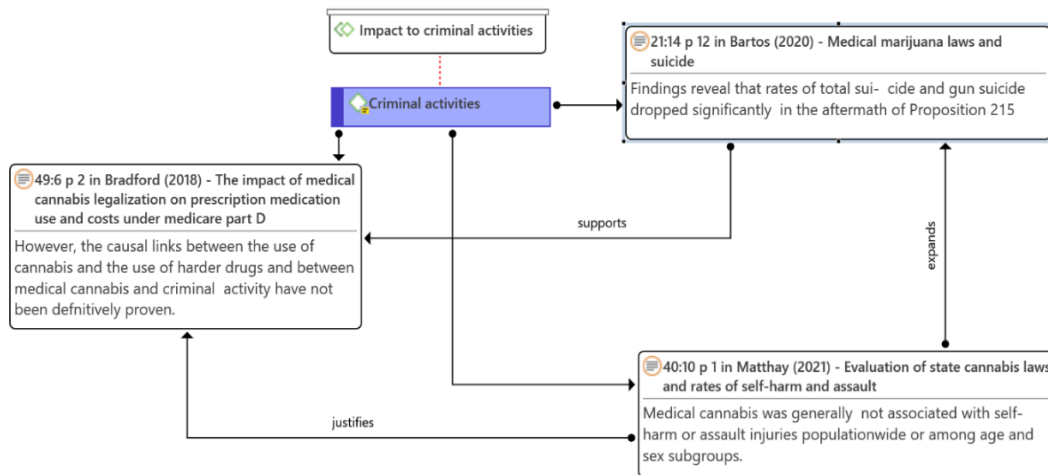 Impact to criminal activities
Criminal activities
21:14 p 12 in Bartos (2020) - Medical marijuana laws and
suicide
Findings reveal that rates of total sui- cide and gun suicide
dropped significantly in the aftermath of Proposition 215
49:6 p 2 in Bradford (2018) - The impact of medical
cannabis legalization on prescription medication
use and costs under medicare part D
However, the causal links between the use of
cannabis and the use of harder drugs and between
medical cannabis and criminal activity have not
been defnitively proven.
supports
expands
40:10 p 1 in Matthay (2021) - Evaluation of state cannabis laws
and rates of self-harm and assault
Medical cannabis was generally not associated with self-
harm or assault injuries populationwide or among age and
sex subgroups.
justifies